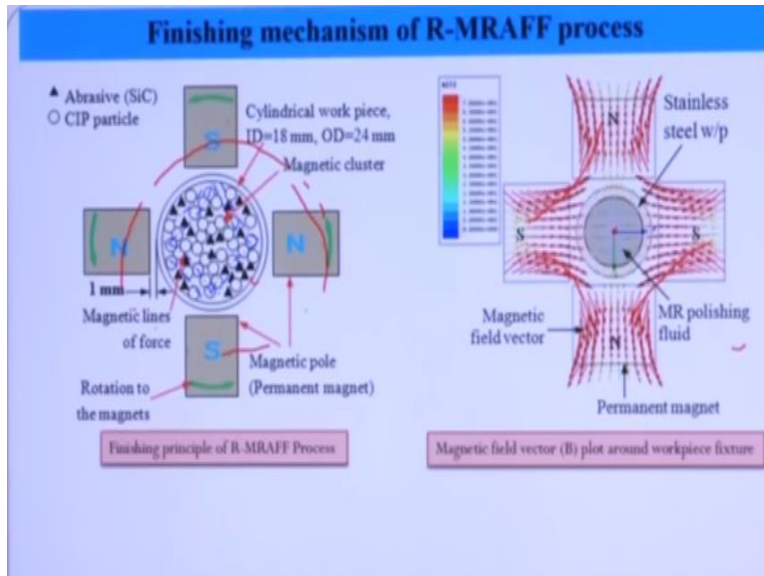 Finishing mechanism of R-MRAFF process
Abrasive (SiC)
CIP particle
Cylindrical work piece,
ID=18 mm, OD=24 mm
Magnetic cluster
S
N
N
S
1 mm
Magnetic lines
of force
Magnetic pole
(Permanent magnet)
Rotation to
the magnets
Finishing principle of R-MRAFF Process
N
Stainless
steel w/p
S
S
Magnetic
field vector
N
MR polishing
fluid
Permanent magnet
Magnetic field vector (B) plot around workpiece fixture